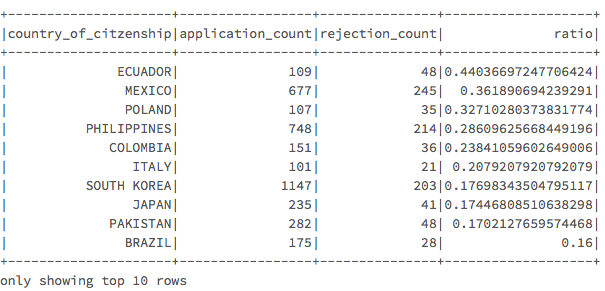 +--------------------+-----------------+---------------+-------------------+
|country_of_citzenship|application_count|rejection_count|              ratio|
+--------------------+-----------------+---------------+-------------------+
|             ECUADOR|              109|             48|0.44036697247706424|
|              MEXICO|              677|            245|  0.361890694239291|
|              POLAND|              107|             35|0.32710280373831774|
|         PHILIPPINES|              748|            214|0.28609625668449196|
|            COLOMBIA|              151|             36|0.23841059602649006|
|               ITALY|              101|             21| 0.2079207920792079|
|         SOUTH KOREA|             1147|            203|0.17698343504795117|
|               JAPAN|              235|             41|0.17446808510638298|
|            PAKISTAN|              282|             48| 0.1702127659574468|
|              BRAZIL|              175|             28|               0.16|
+--------------------+-----------------+---------------+-------------------+
only showing top 10 rows